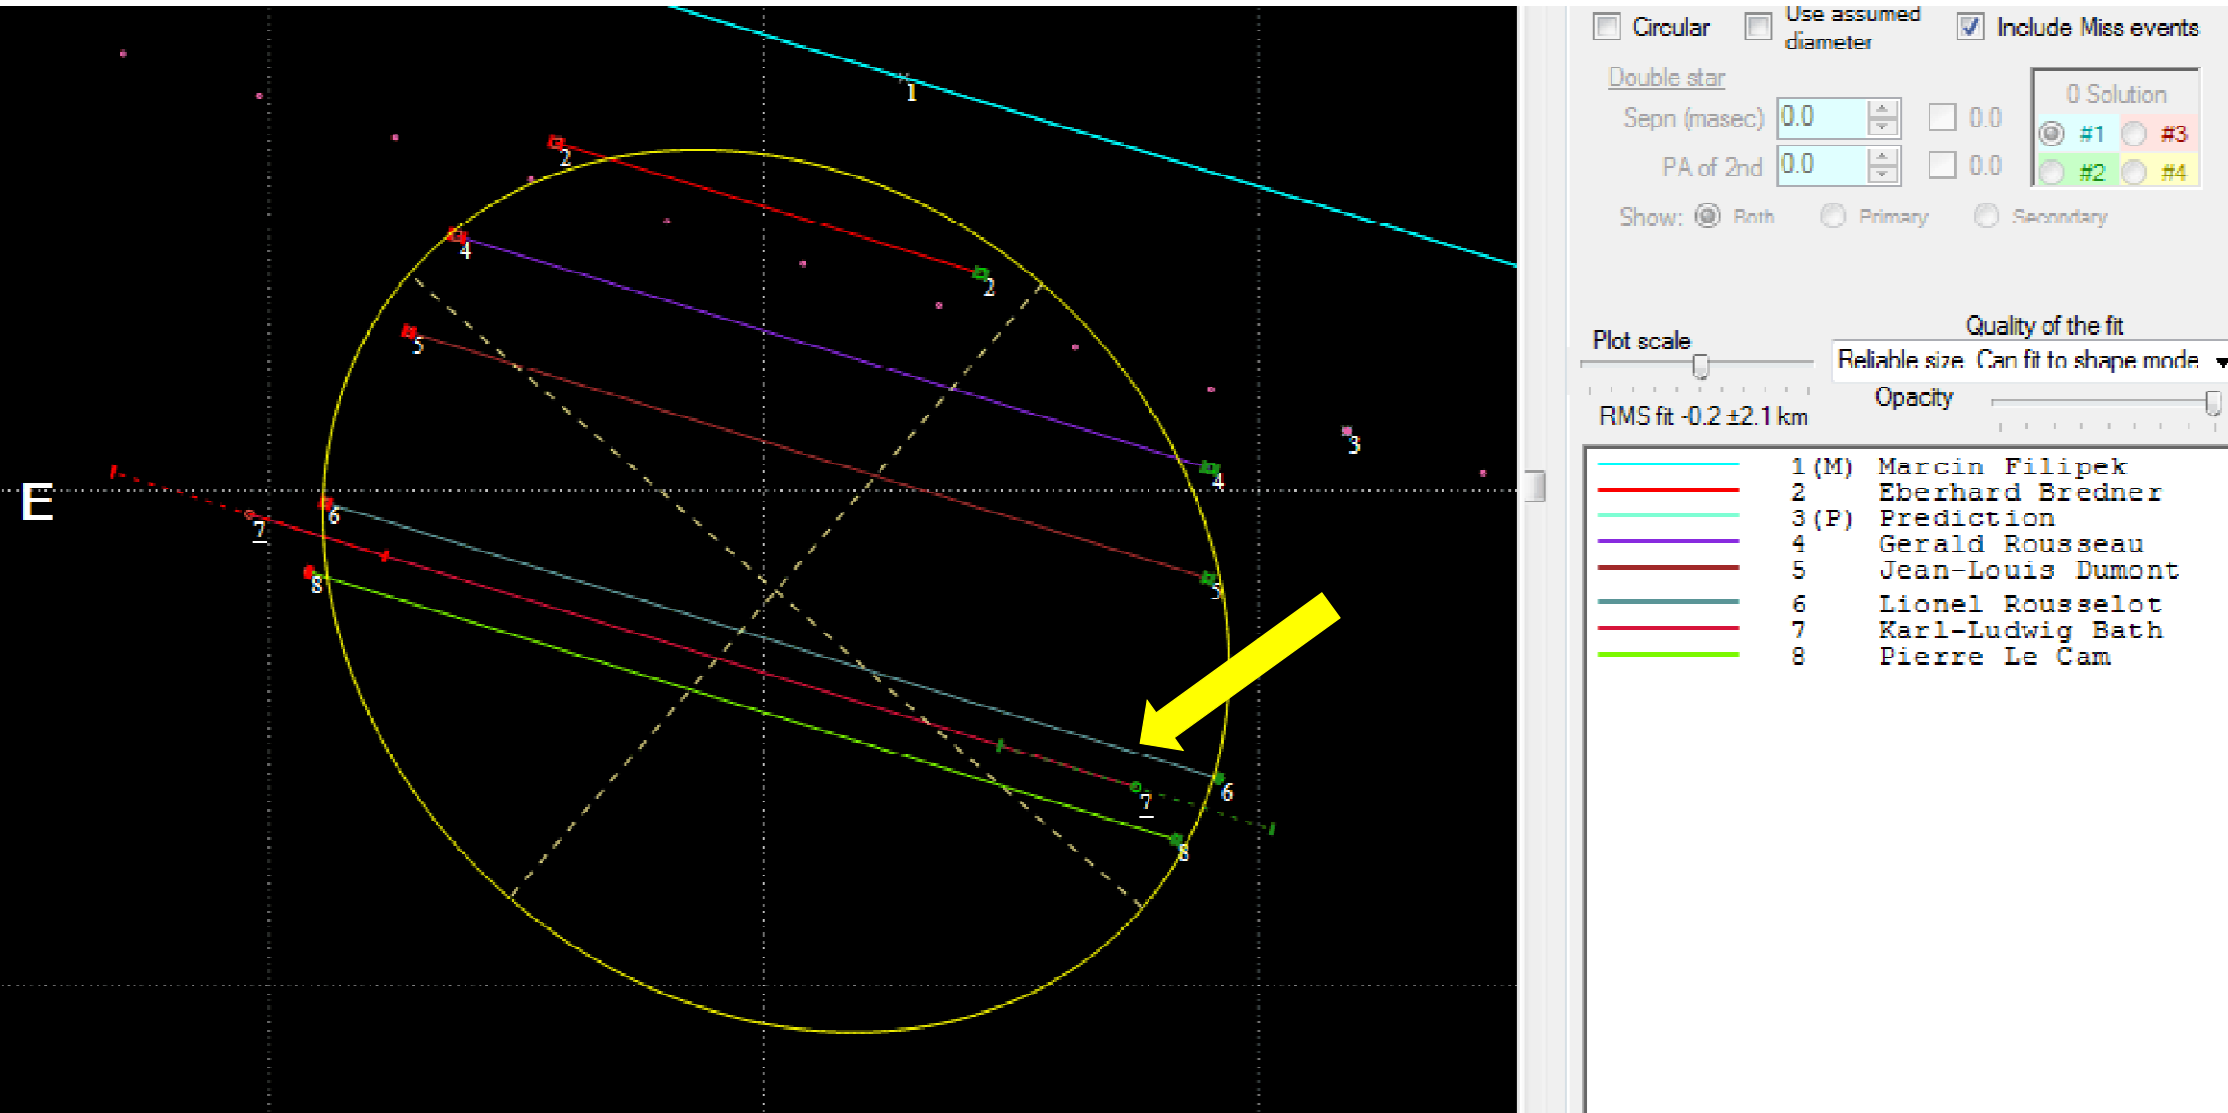 Circular
Use assumed
diameter
Include Miss events
Double star
Sepn (masec) 0.0 0.0
PA of 2nd 0.0 0.0
0 Solution
#1 #3
#2 #4
Show: Both Primary Secondary
Plot scale
Quality of the fit
Reliable size. Can fit to shape mode
Opacity
RMS fit -0.2 ±2.1 km
1(M) Marcin Filipek
2 Eberhard Bredner
3(P) Prediction
4 Gerald Rousseau
5 Jean-Louis Dumont
6 Lionel Rousselot
7 Karl-Ludwig Bath
8 Pierre Le Cam
1
2
4
2
5
3
4
E
6
7
8
5
6
7
8